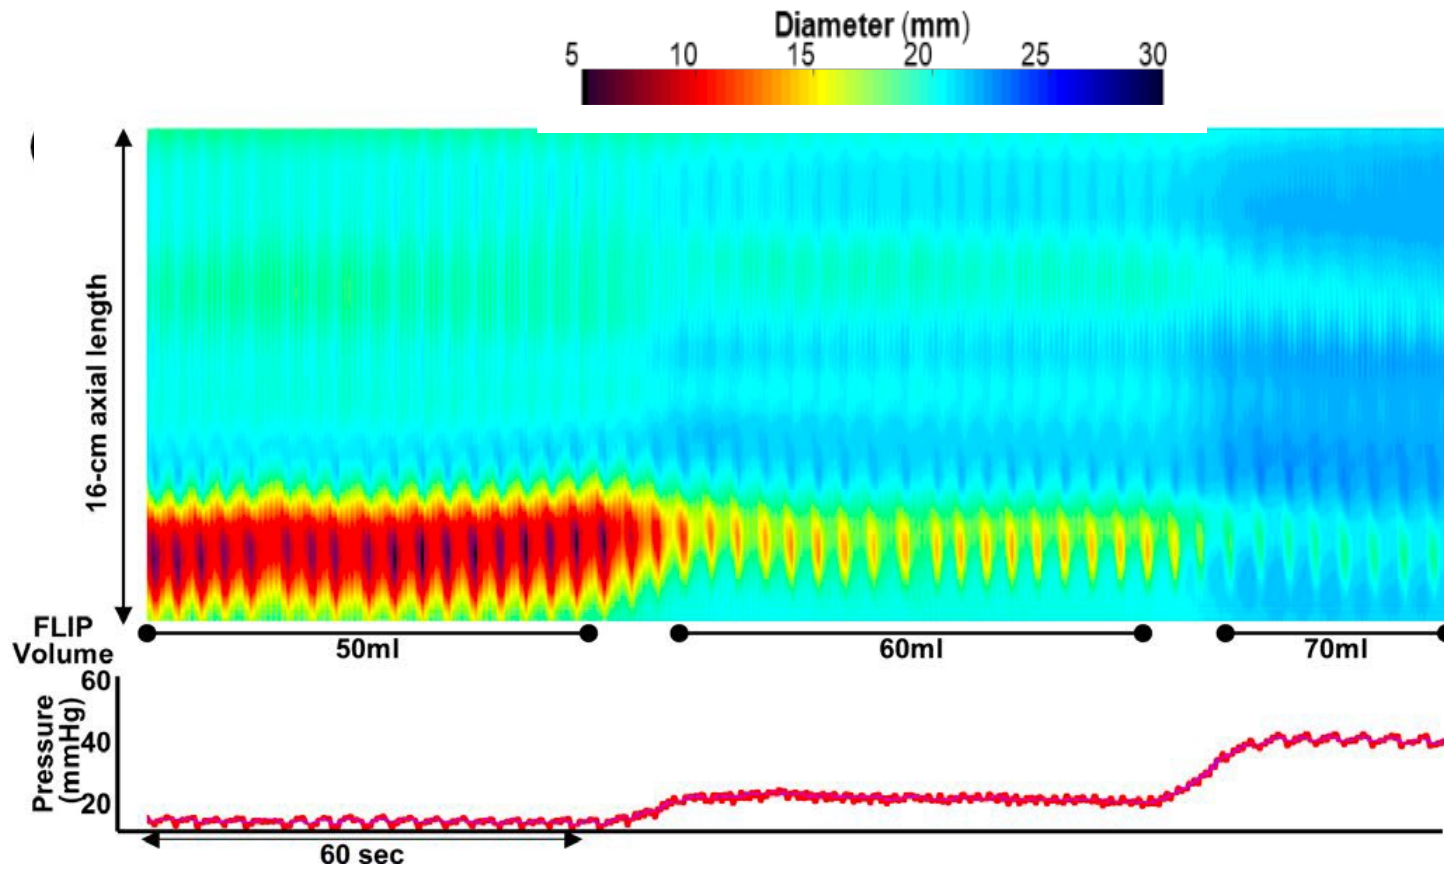 Diameter (mm)
5 10 15 20 25 30
16-cm axial length
FLIP
Volume
50ml 60ml 70ml
Pressure
(mmHg)
60
40
20
60 sec